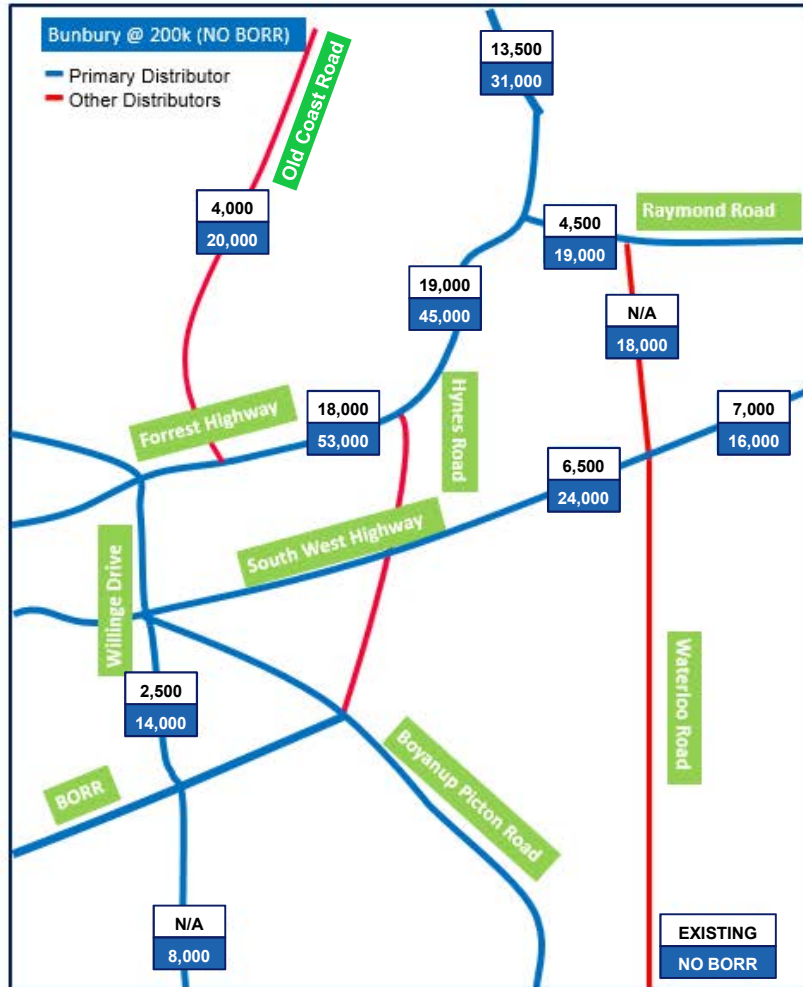 Bunbury @ 200k (NO BORR)
Primary Distributor
Other Distributors
Old Coast Road
13,500
31,000
4,000
20,000
4,500
19,000
Raymond Road
19,000
45,000
N/A
18,000
Hynes Road
Forrest Highway
18,000
53,000
7,000
16,000
6,500
24,000
South West Highway
Willinge Drive
Waterloo Road
2,500
14,000
BORR
Boyanup Picton Road
N/A
8,000
EXISTING
NO BORR